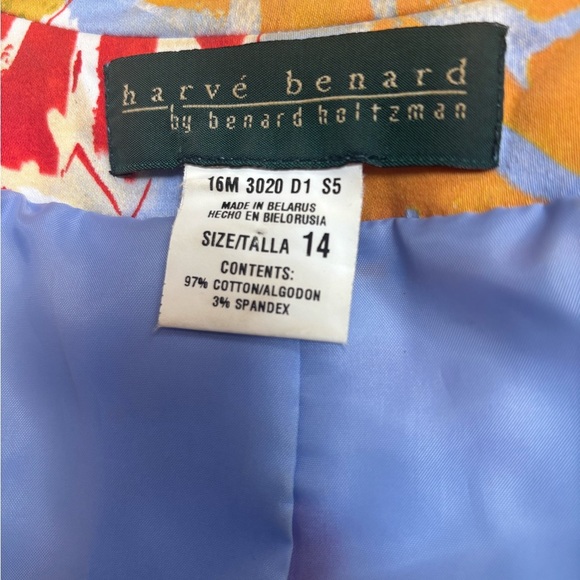 harvé benard
by benard holtzman
16M 3020 D1 S5
MADE IN BELARUS
HECHO EN BIELORUSIA
SIZE/TALLA 14
CONTENTS:
97% COTTON/ALGODON
3% SPANDEX